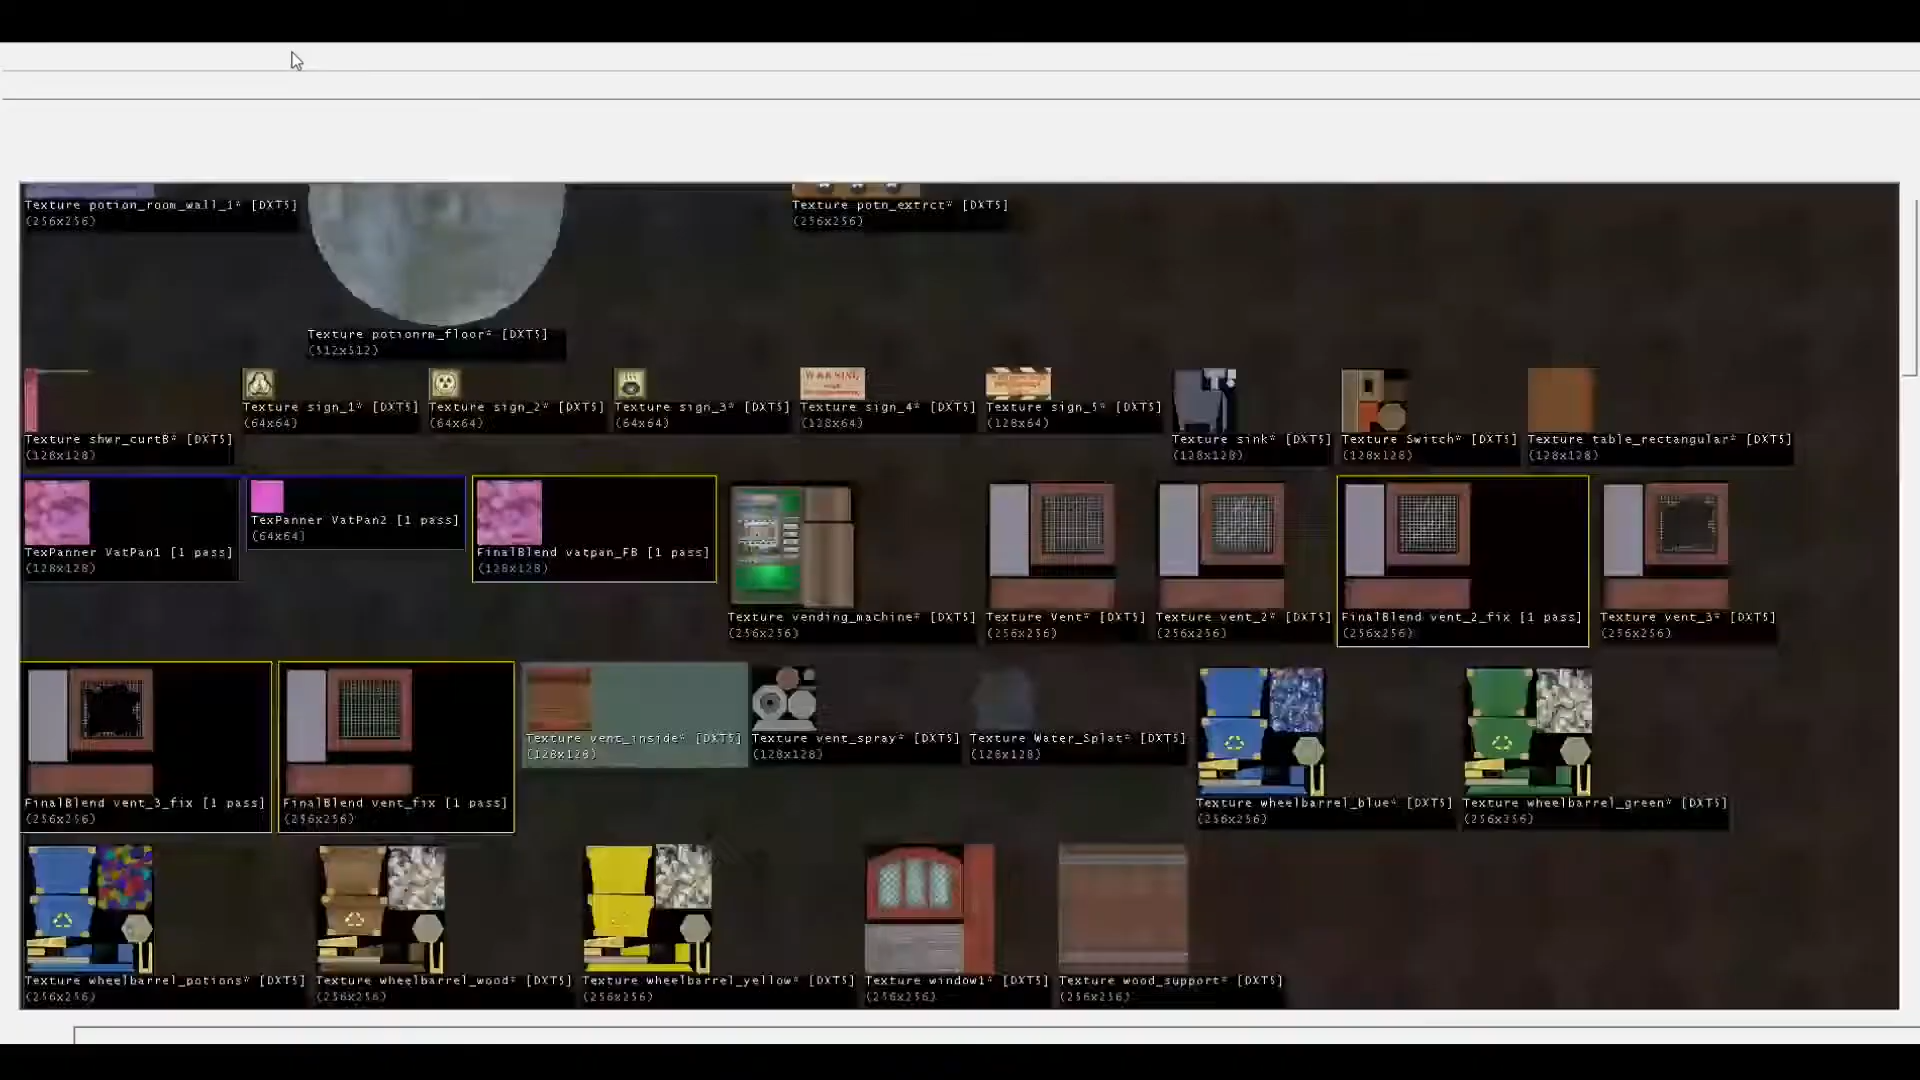 Texture potion_room_wall_1* [DXT5]
(256x256)
Texture potn_extrct* [DXT5]
(256x256)
Texture potionrm_floor* [DXT5]
(512x512)
WARNING
Texture shwr_curtB* [DXT5]
(128x128)
Texture sign_1* [DXT5]
(64x64)
Texture sign_2* [DXT5]
(64x64)
Texture sign_3* [DXT5]
(64x64)
Texture sign_4* [DXT5]
(128x64)
Texture sign_5* [DXT5]
(128x64)
Texture sink* [DXT5]
(128x128)
Texture Switch* [DXT5]
(128x128)
Texture table_rectangular* [DXT5]
(128x128)
TexPanner VatPan1 [1 pass]
(128x128)
TexPanner VatPan2 [1 pass]
(64x64)
FinalBlend vatpan_FB [1 pass]
(128x128)
Texture vending_machine* [DXT5]
(256x256)
Texture Vent* [DXT5]
(256x256)
Texture vent_2* [DXT5]
(256x256)
FinalBlend vent_2_fix [1 pass]
(256x256)
Texture vent_3* [DXT5]
(256x256)
FinalBlend vent_3_fix [1 pass]
(256x256)
FinalBlend vent_fix [1 pass]
(256x256)
Texture vent_inside* [DXT5]
(128x128)
Texture vent_spray* [DXT5]
(128x128)
Texture Water_Splat* [DXT5]
(128x128)
Texture wheelbarrel_blue* [DXT5]
(256x256)
Texture wheelbarrel_green* [DXT5]
(256x256)
Texture wheelbarrel_potions* [DXT5]
(256x256)
Texture wheelbarrel_wood* [DXT5]
(256x256)
Texture wheelbarrel_yellow* [DXT5]
(256x256)
Texture window1* [DXT5]
(256x256)
Texture wood_support* [DXT5]
(256x256)